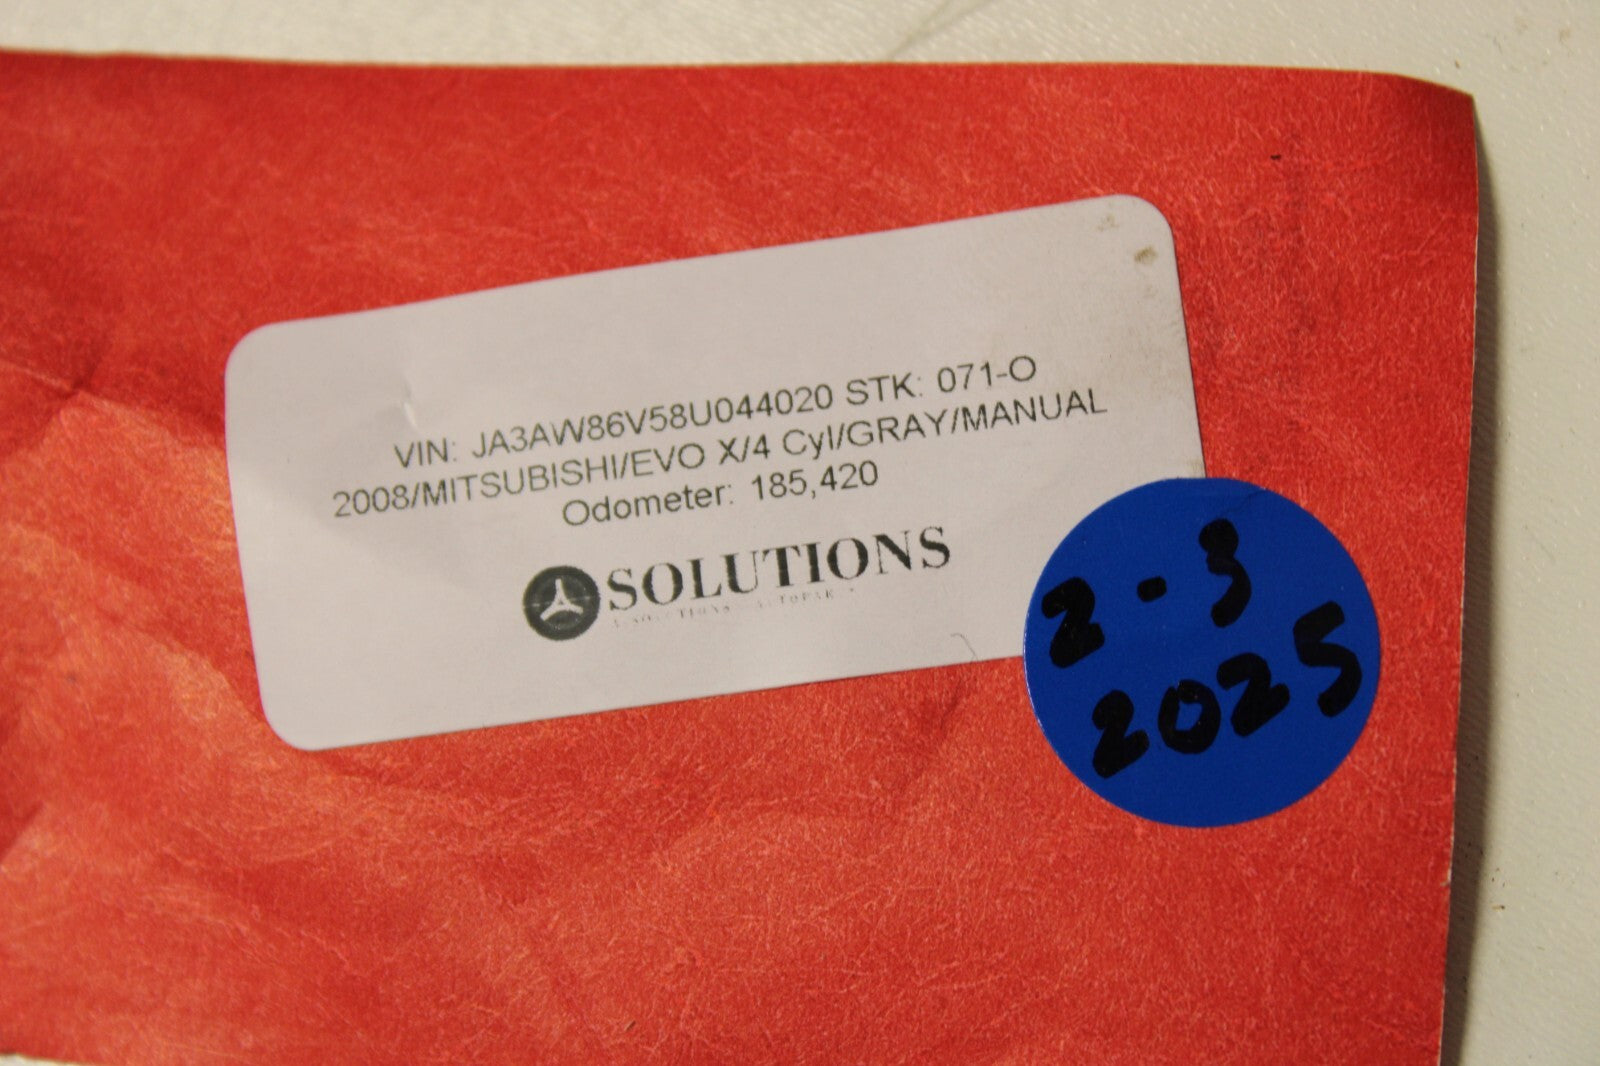 VIN: JA3AW86V58U044020 STK: 071-O
2008/MITSUBISHI/EVO X/4 Cyl/GRAY/MANUAL
Odometer: 185,420
SOLUTIONS
2-3
2025